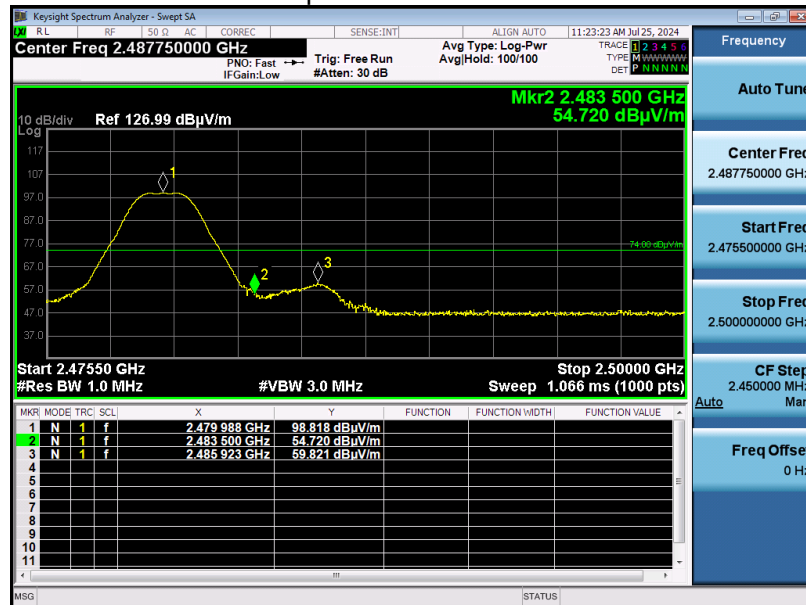 Keysight Spectrum Analyzer - Swept SA
LXI RL RF 50 Ω AC CORREC SENSE:INT ALIGN AUTO 11:23:23 AM Jul 25, 2024
Center Freq 2.487750000 GHz
PNO: Fast
IFGain:Low
Trig: Free Run
#Atten: 30 dB
Avg Type: Log-Pwr
Avg|Hold: 100/100
TRACE 1 2 3 4 5 6
TYPE M W W W W W
DET P N N N N N
Mkr2 2.483 500 GHz
54.720 dBµV/m
10 dB/div Ref 126.99 dBµV/m
Log
117
107
97.0
87.0
77.0
67.0
57.0
47.0
37.0
1
2
3
74.00 dBµV/m
Start 2.47550 GHz Stop 2.50000 GHz
#Res BW 1.0 MHz #VBW 3.0 MHz Sweep 1.066 ms (1000 pts)
MKR MODE TRC SCL X Y FUNCTION FUNCTION WIDTH FUNCTION VALUE
1 N 1 f 2.479 988 GHz 98.818 dBµV/m
2 N 1 f 2.483 500 GHz 54.720 dBµV/m
3 N 1 f 2.485 923 GHz 59.821 dBµV/m
4
5
6
7
8
9
10
11
MSG STATUS
Frequency
Auto Tune
Center Freq
2.487750000 GHz
Start Freq
2.475500000 GHz
Stop Freq
2.500000000 GHz
CF Step
2.450000 MHz
Auto Man
Freq Offset
0 Hz